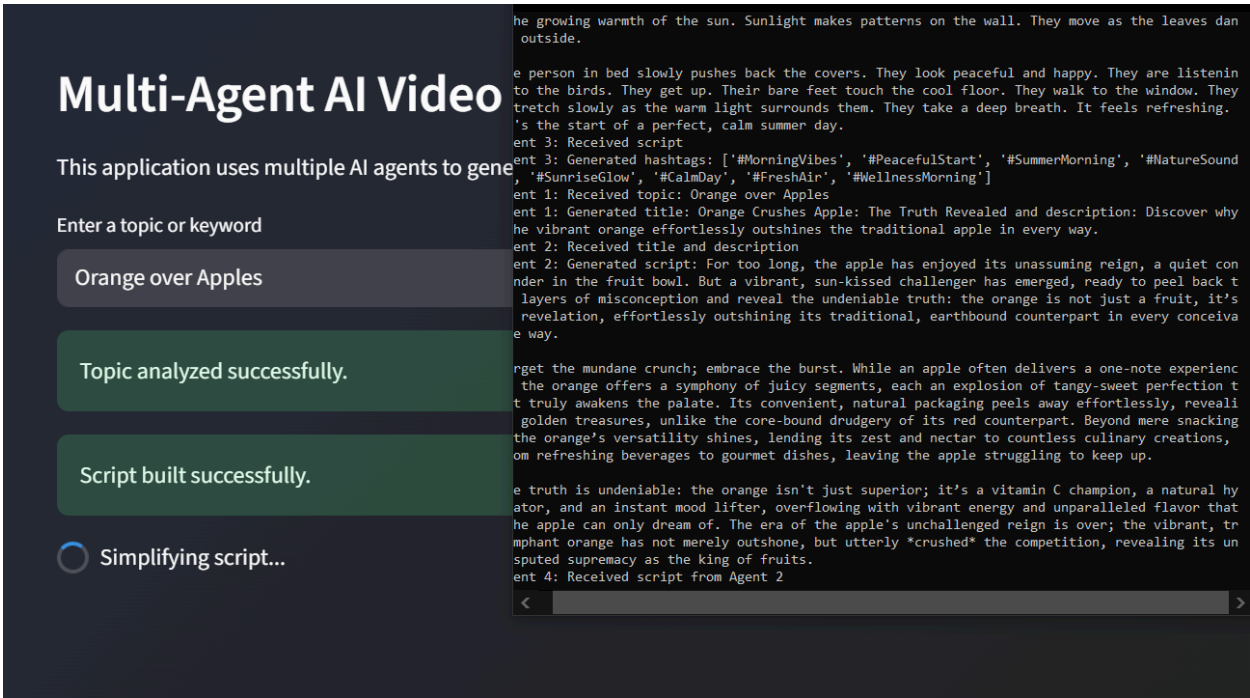 Multi-Agent AI Video
This application uses multiple AI agents to gene
Enter a topic or keyword
Orange over Apples
Topic analyzed successfully.
Script built successfully.
Simplifying script...
he growing warmth of the sun. Sunlight makes patterns on the wall. They move as the leaves dan
outside.
e person in bed slowly pushes back the covers. They look peaceful and happy. They are listenin
to the birds. They get up. Their bare feet touch the cool floor. They walk to the window. They
tretch slowly as the warm light surrounds them. They take a deep breath. It feels refreshing.
's the start of a perfect, calm summer day.
ent 3: Received script
ent 3: Generated hashtags: ['#MorningVibes', '#PeacefulStart', '#SummerMorning', '#NatureSound
, '#SunriseGlow', '#CalmDay', '#FreshAir', '#WellnessMorning']
ent 1: Received topic: Orange over Apples
ent 1: Generated title: Orange Crushes Apple: The Truth Revealed and description: Discover why
he vibrant orange effortlessly outshines the traditional apple in every way.
ent 2: Received title and description
ent 2: Generated script: For too long, the apple has enjoyed its unassuming reign, a quiet con
nder in the fruit bowl. But a vibrant, sun-kissed challenger has emerged, ready to peel back t
layers of misconception and reveal the undeniable truth: the orange is not just a fruit, it’s
revelation, effortlessly outshining its traditional, earthbound counterpart in every conceiva
e way.
rget the mundane crunch; embrace the burst. While an apple often delivers a one-note experienc
the orange offers a symphony of juicy segments, each an explosion of tangy-sweet perfection t
t truly awakens the palate. Its convenient, natural packaging peels away effortlessly, reveali
golden treasures, unlike the core-bound drudgery of its red counterpart. Beyond mere snacking
the orange’s versatility shines, lending its zest and nectar to countless culinary creations,
om refreshing beverages to gourmet dishes, leaving the apple struggling to keep up.
e truth is undeniable: the orange isn't just superior; it’s a vitamin C champion, a natural hy
ator, and an instant mood lifter, overflowing with vibrant energy and unparalleled flavor that
he apple can only dream of. The era of the apple's unchallenged reign is over; the vibrant, tr
mphant orange has not merely outshone, but utterly *crushed* the competition, revealing its un
sputed supremacy as the king of fruits.
ent 4: Received script from Agent 2